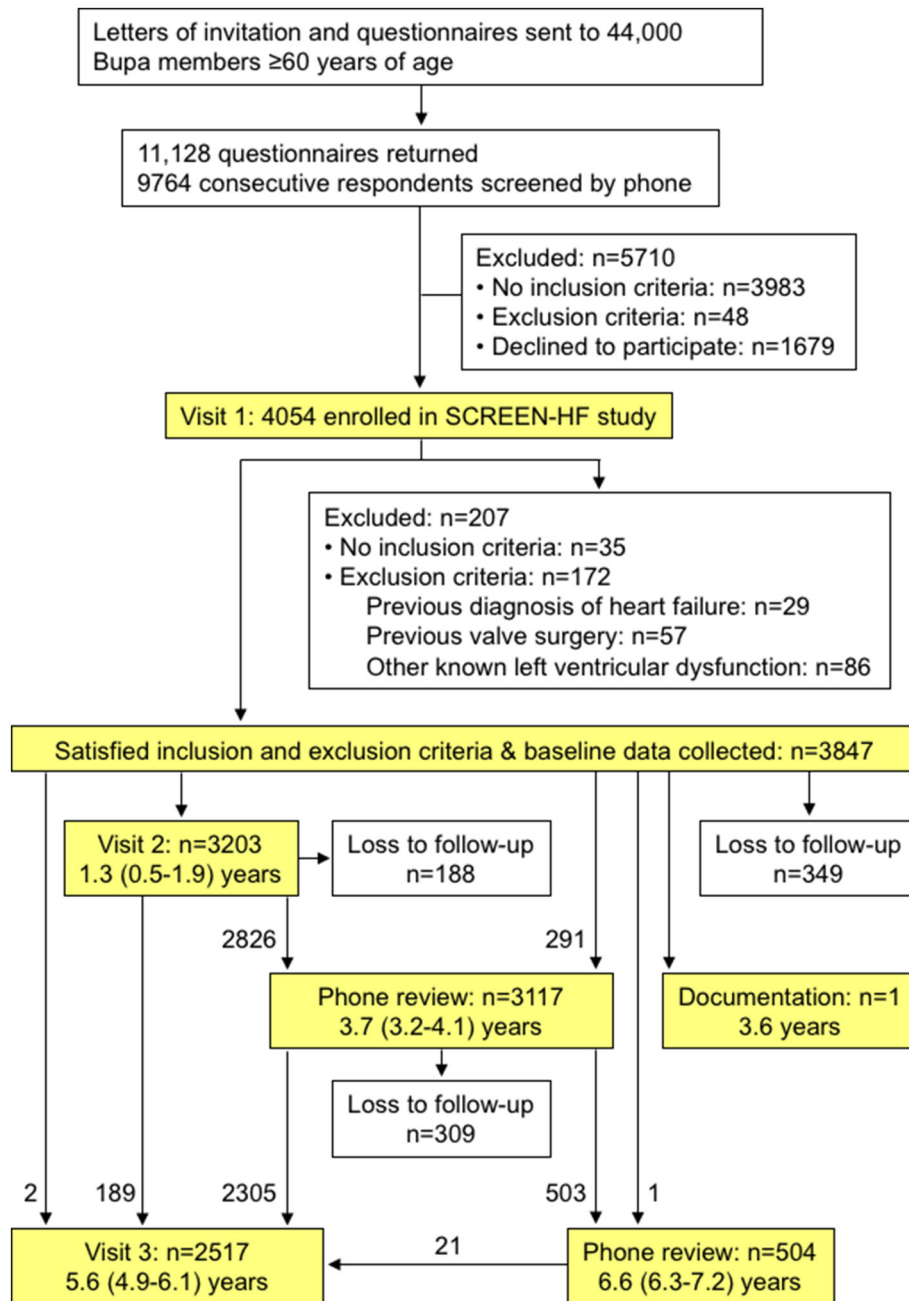 Letters of invitation and questionnaires sent to 44,000
Bupa members ≥60 years of age
11,128 questionnaires returned
9764 consecutive respondents screened by phone
Excluded: n=5710
• No inclusion criteria: n=3983
• Exclusion criteria: n=48
• Declined to participate: n=1679
Visit 1: 4054 enrolled in SCREEN-HF study
Excluded: n=207
• No inclusion criteria: n=35
• Exclusion criteria: n=172
Previous diagnosis of heart failure: n=29
Previous valve surgery: n=57
Other known left ventricular dysfunction: n=86
Satisfied inclusion and exclusion criteria & baseline data collected: n=3847
Visit 2: n=3203
1.3 (0.5-1.9) years
Loss to follow-up
n=188
Loss to follow-up
n=349
2826
291
Phone review: n=3117
3.7 (3.2-4.1) years
Documentation: n=1
3.6 years
Loss to follow-up
n=309
2
189
2305
503
1
Visit 3: n=2517
5.6 (4.9-6.1) years
21
Phone review: n=504
6.6 (6.3-7.2) years